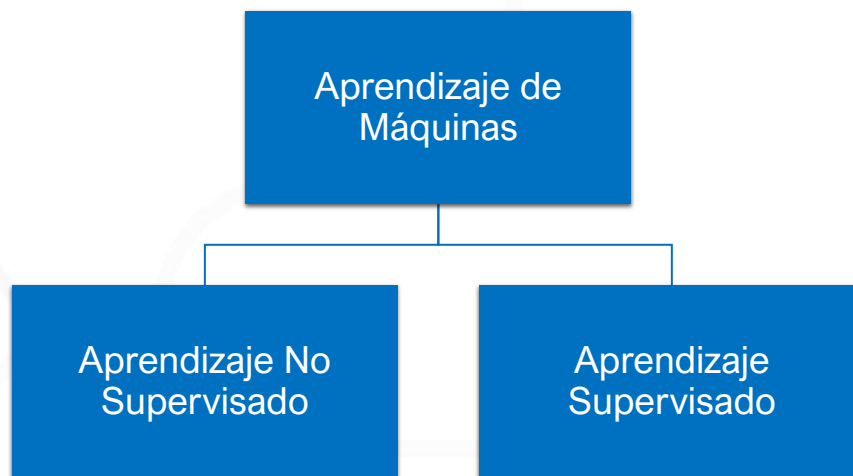 Aprendizaje de
Máquinas
Aprendizaje No
Supervisado
Aprendizaje
Supervisado